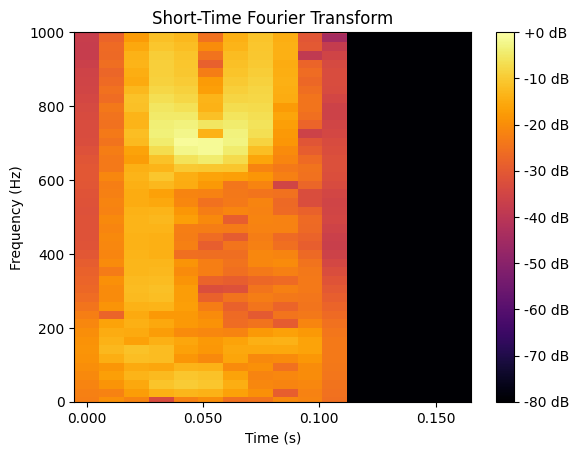 Short-Time Fourier Transform
1000
800
600
400
200
0
Frequency (Hz)
0.000
0.050
0.100
0.150
Time (s)
+0 dB
-10 dB
-20 dB
-30 dB
-40 dB
-50 dB
-60 dB
-70 dB
-80 dB